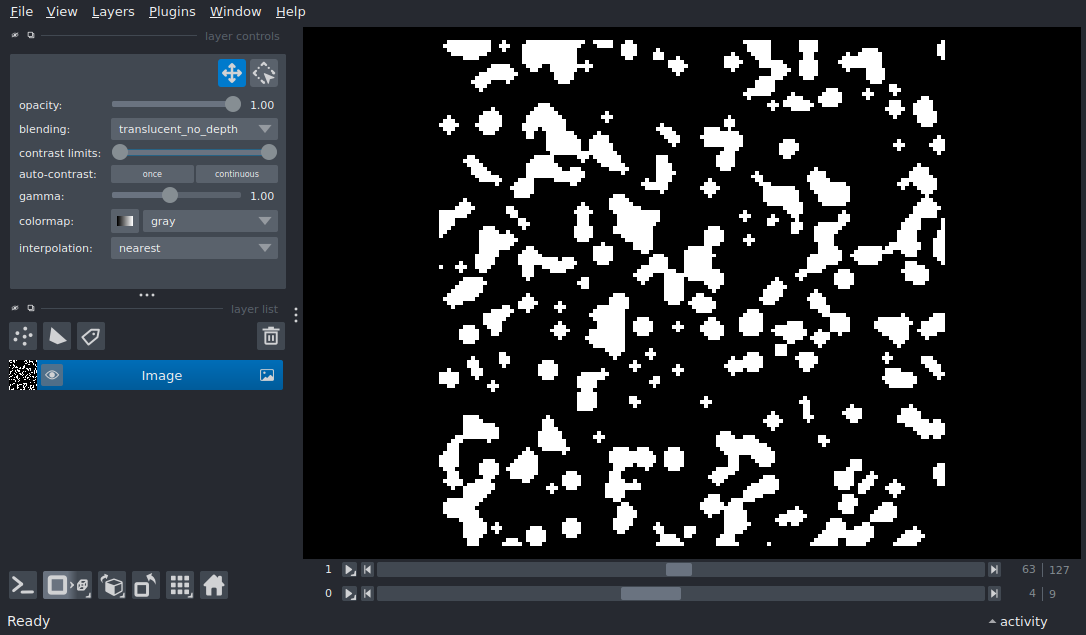 File View Layers Plugins Window Help
layer controls
opacity: 1.00
blending: translucent_no_depth
contrast limits:
auto-contrast: once continuous
gamma: 1.00
colormap: gray
interpolation: nearest
layer list
Image
1 63 127
0 4 9
Ready activity